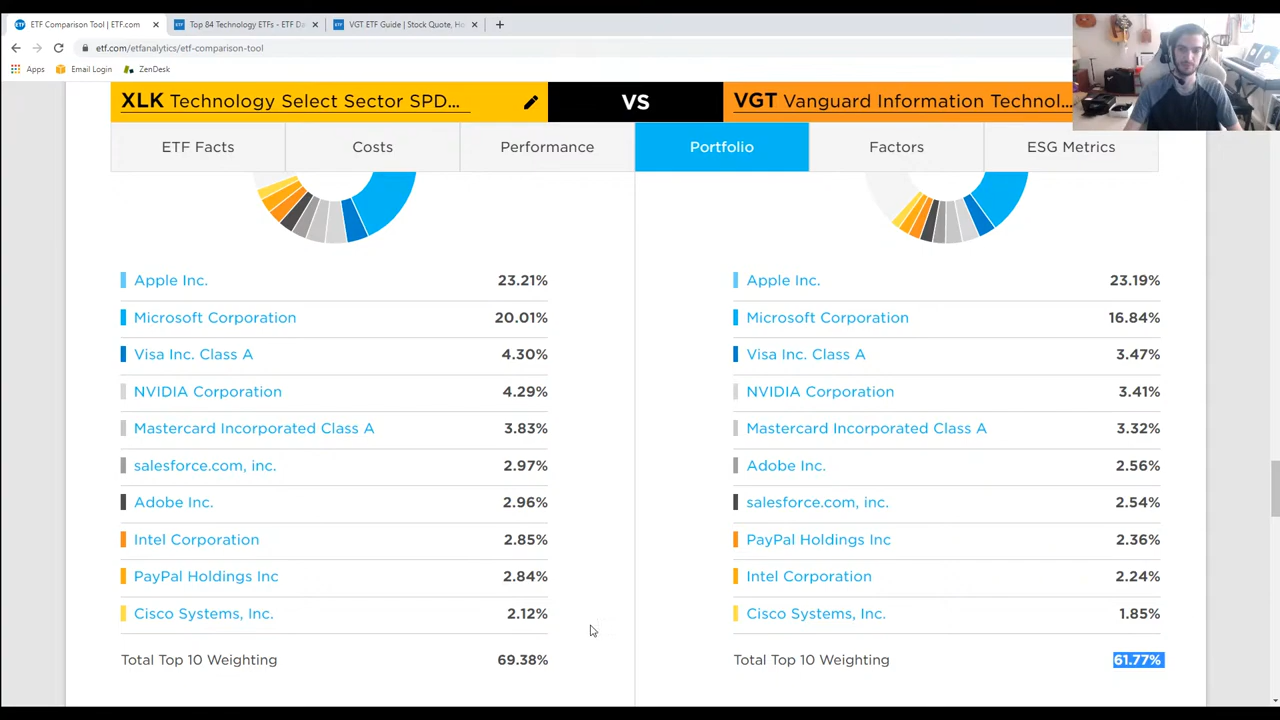 ETF Comparison Tool | ETF.com
Top 84 Technology ETFs - ETF Da
VGT ETF Guide | Stock Quote, Ho
etf.com/etfanalytics/etf-comparison-tool
Apps Email Login ZenDesk
XLK Technology Select Sector SPD...
VS
VGT Vanguard Information Technol...
ETF Facts Costs Performance Portfolio Factors ESG Metrics
Apple Inc. 23.21%
Microsoft Corporation 20.01%
Visa Inc. Class A 4.30%
NVIDIA Corporation 4.29%
Mastercard Incorporated Class A 3.83%
salesforce.com, inc. 2.97%
Adobe Inc. 2.96%
Intel Corporation 2.85%
PayPal Holdings Inc 2.84%
Cisco Systems, Inc. 2.12%
Total Top 10 Weighting 69.38%
Apple Inc. 23.19%
Microsoft Corporation 16.84%
Visa Inc. Class A 3.47%
NVIDIA Corporation 3.41%
Mastercard Incorporated Class A 3.32%
Adobe Inc. 2.56%
salesforce.com, inc. 2.54%
PayPal Holdings Inc 2.36%
Intel Corporation 2.24%
Cisco Systems, Inc. 1.85%
Total Top 10 Weighting 61.77%